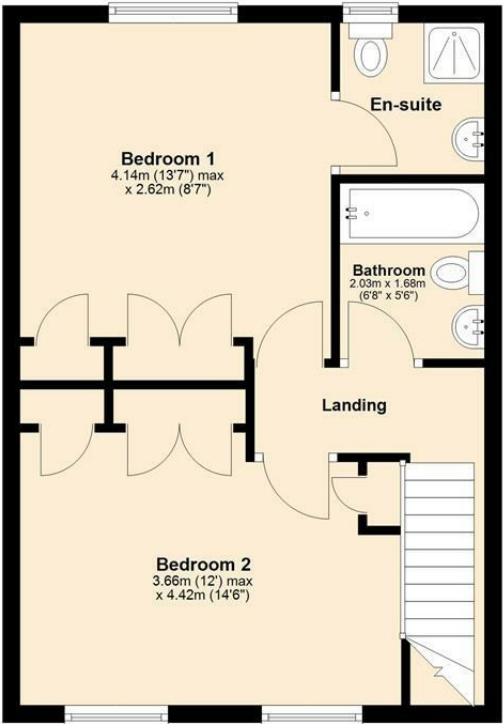 En-suite
Bedroom 1
4.14m (13'7") max
x 2.62m (8'7")
Bathroom
2.03m x 1.68m
(6'8" x 5'6")
Landing
Bedroom 2
3.66m (12') max
x 4.42m (14'6")